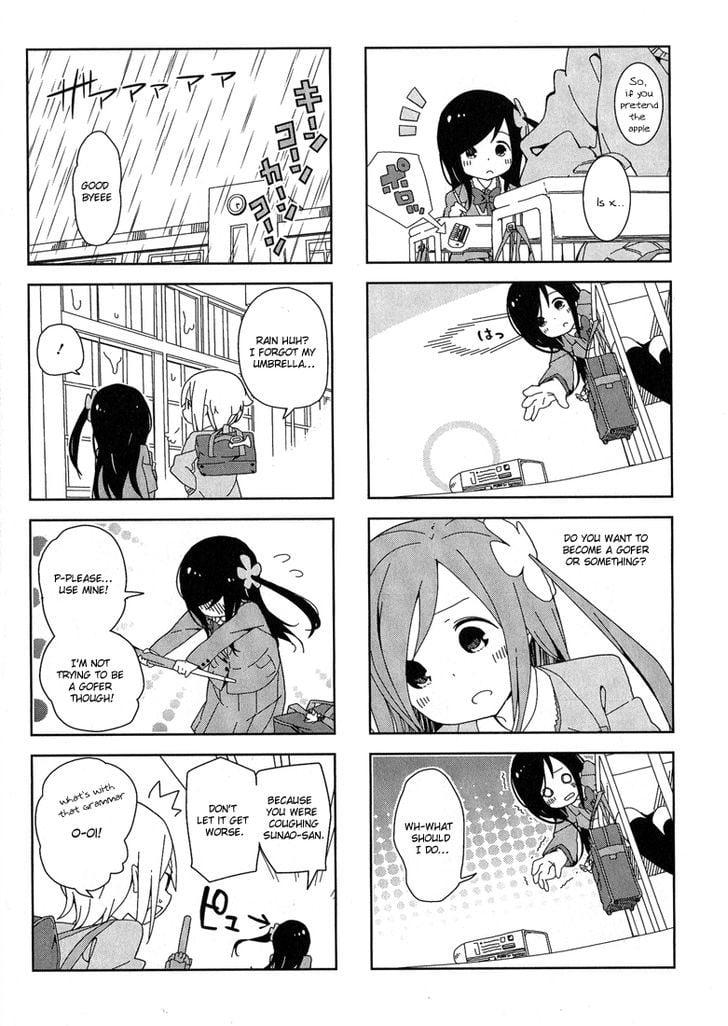 So,
if you
pretend
the
apple
Is x...
ポロッ
はっ
DO YOU WANT TO
BECOME A GOFER
OR SOMETHING?
WH-WHAT
SHOULD
I DO...
ザァァァァァ
キーン
コーン
カーン
コーン
GOOD
BYEEE
RAIN HUH?
I FORGOT MY
UMBRELLA...
!
P-PLEASE...
USE MINE!
I'M NOT
TRYING TO
BE A
GOFER
THOUGH!
BECAUSE
YOU WERE
COUGHING
SUNAO-SAN.
DON'T
LET IT GET
WORSE.
what's with
that grammar
O-OI!
ピュ